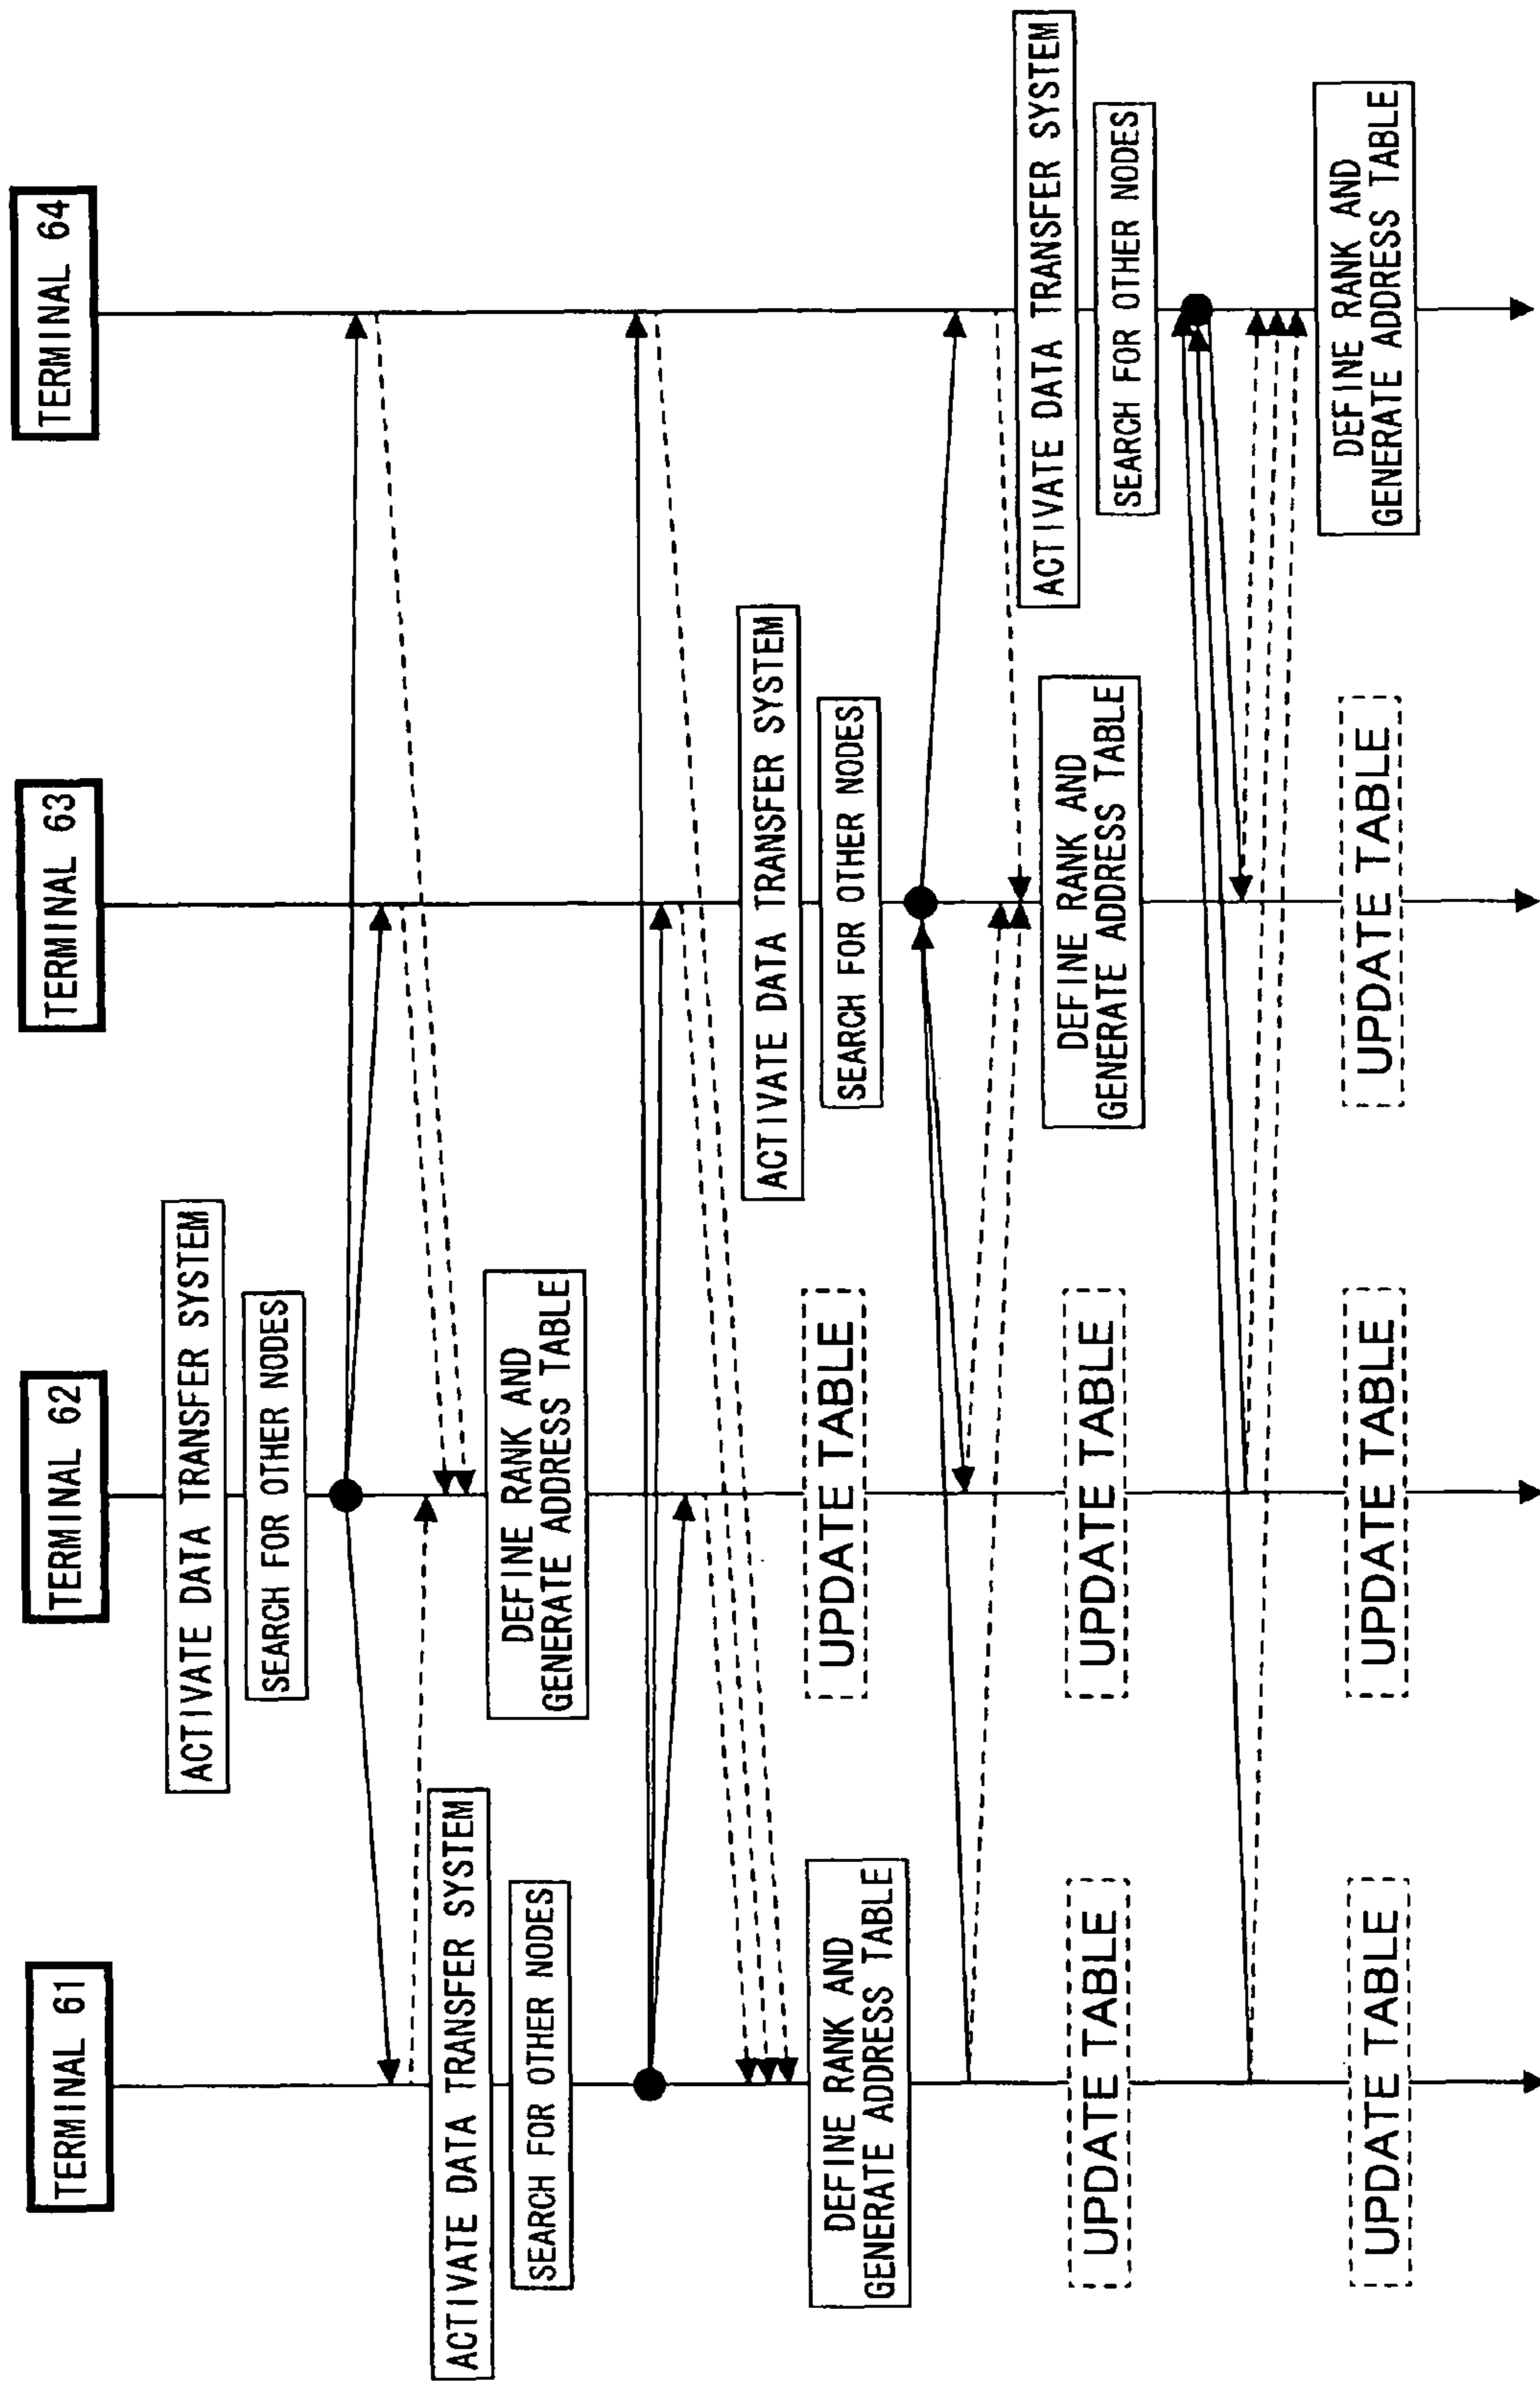 TERMINAL 61
TERMINAL 62
TERMINAL 63
TERMINAL 64
ACTIVATE DATA TRANSFER SYSTEM
SEARCH FOR OTHER NODES
ACTIVATE DATA TRANSFER SYSTEM
SEARCH FOR OTHER NODES
DEFINE RANK AND
GENERATE ADDRESS TABLE
ACTIVATE DATA TRANSFER SYSTEM
SEARCH FOR OTHER NODES
DEFINE RANK AND
GENERATE ADDRESS TABLE
UPDATE TABLE
ACTIVATE DATA TRANSFER SYSTEM
SEARCH FOR OTHER NODES
UPDATE TABLE
UPDATE TABLE
DEFINE RANK AND
GENERATE ADDRESS TABLE
UPDATE TABLE
UPDATE TABLE
UPDATE TABLE
DEFINE RANK AND
GENERATE ADDRESS TABLE